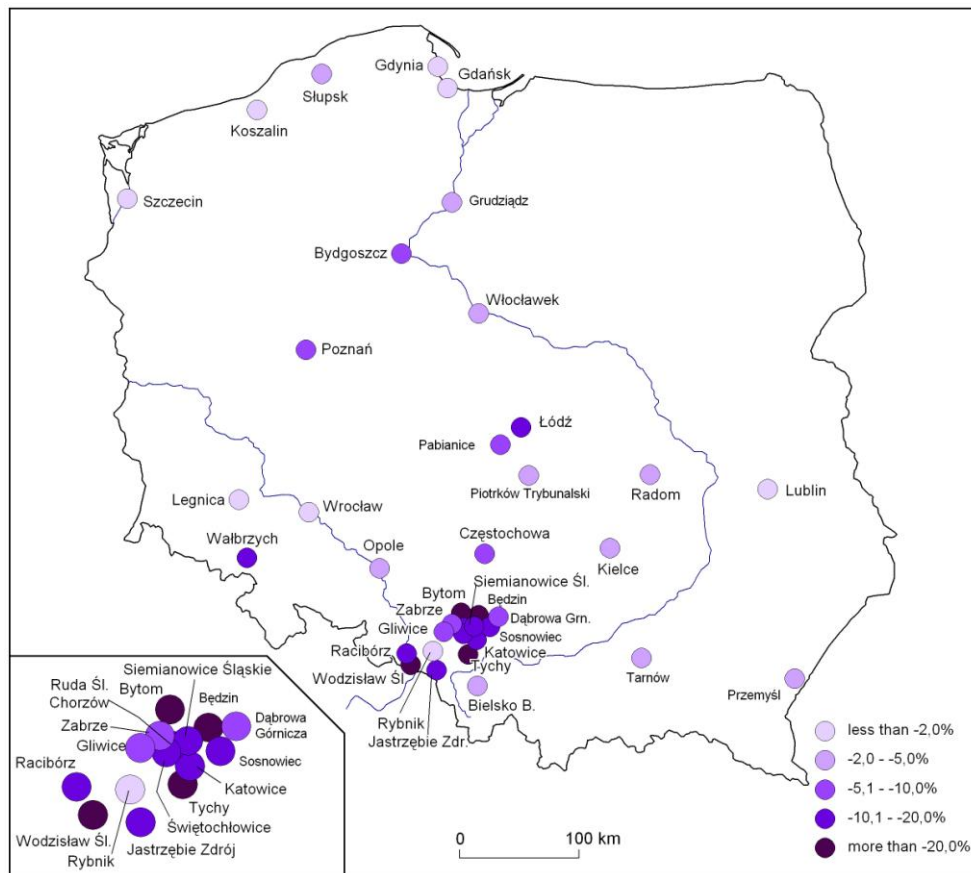 Gdynia
Gdańsk
Słupsk
Koszalin
Szczecin
Grudziądz
Bydgoszcz
Włocławek
Poznań
Łódź
Pabianice
Piotrków Trybunalski
Radom
Lublin
Legnica
Wrocław
Wałbrzych
Opole
Częstochowa
Kielce
Siemianowice Śl.
Bytom
Będzin
Zabrze
Dąbrowa Grn.
Gliwice
Sosnowiec
Racibórz
Katowice
Wodzisław Śl.
Tychy
Tarnów
Przemyśl
Bielsko B.
Rybnik
Jastrzębie Zdr.
Siemianowice Śląskie
Ruda Śl.
Bytom
Chorzów
Będzin
Zabrze
Dąbrowa
Górnicza
Gliwice
Sosnowiec
Racibórz
Katowice
Tychy
Świętochłowice
Wodzisław Śl.
Jastrzębie Zdrój
Rybnik
0 100 km
less than -2,0%
-2,0 - -5,0%
-5,1 - -10,0%
-10,1 - -20,0%
more than -20,0%